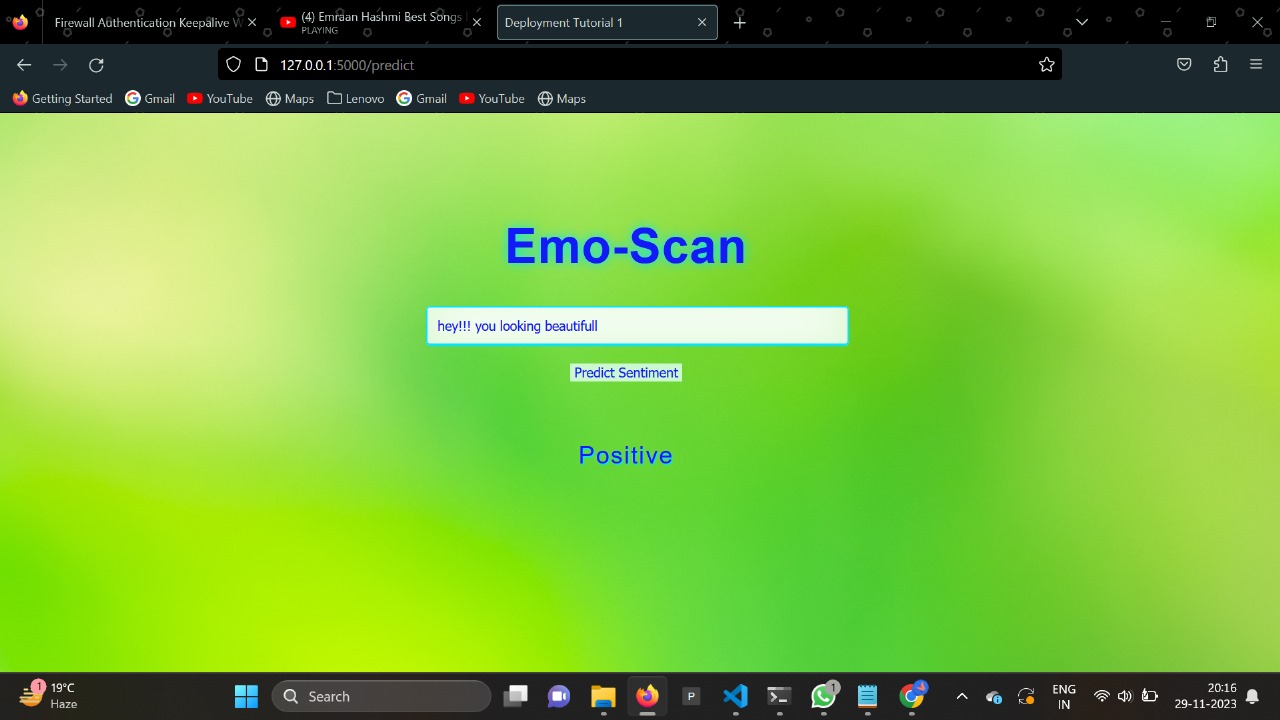 Firewall Authentication Keepalive W
(4) Emraan Hashmi Best Songs |
PLAYING
Deployment Tutorial 1
127.0.0.1:5000/predict
Getting Started
Gmail
YouTube
Maps
Lenovo
Gmail
YouTube
Maps
Emo-Scan
hey!!! you looking beautifull
Predict Sentiment
Positive
1
19°C
Haze
Search
P
1
ENG
IN
20:16
29-11-2023